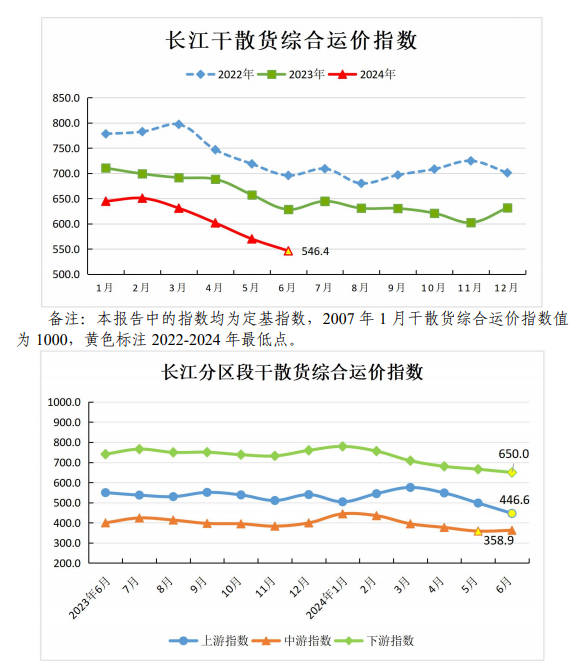 长江干散货综合运价指数
2022年 2023年 2024年
850.0
800.0
750.0
700.0
650.0
600.0
550.0
500.0
546.4
1月 2月 3月 4月 5月 6月 7月 8月 9月 10月 11月 12月
备注：本报告中的指数均为定基指数，2007 年 1 月干散货综合运价指数值
为 1000，黄色标注 2022-2024 年最低点。
长江分区段干散货综合运价指数
1000.0
900.0
800.0
700.0
600.0
500.0
400.0
300.0
200.0
650.0
446.6
358.9
2023年6月 7月 8月 9月 10月 11月 12月 2024年1月 2月 3月 4月 5月 6月
上游指数 中游指数 下游指数